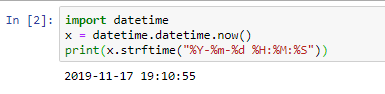 In [2]: import datetime
x = datetime.datetime.now()
print(x.strftime("%Y-%m-%d %H:%M:%S"))
2019-11-17 19:10:55